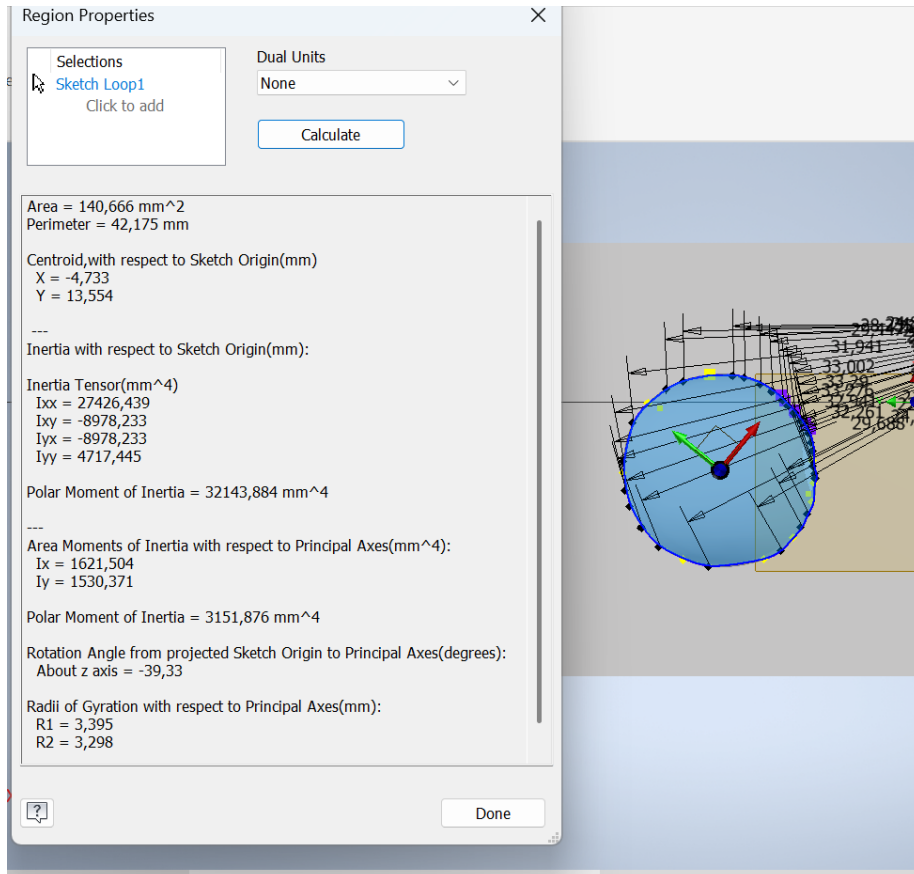 Region Properties
Selections
Sketch Loop1
Click to add
Dual Units
None
Calculate
Area = 140,666 mm^2
Perimeter = 42,175 mm
Centroid,with respect to Sketch Origin(mm)
X = -4,733
Y = 13,554
---
Inertia with respect to Sketch Origin(mm):
Inertia Tensor(mm^4)
Ixx = 27426,439
Ixy = -8978,233
Iyx = -8978,233
Iyy = 4717,445
Polar Moment of Inertia = 32143,884 mm^4
---
Area Moments of Inertia with respect to Principal Axes(mm^4):
Ix = 1621,504
Iy = 1530,371
Polar Moment of Inertia = 3151,876 mm^4
Rotation Angle from projected Sketch Origin to Principal Axes(degrees):
About z axis = -39,33
Radii of Gyration with respect to Principal Axes(mm):
R1 = 3,395
R2 = 3,298
?
Done
31,941
33,002
32,261
29,688